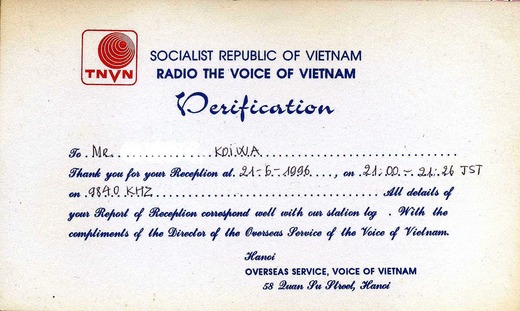 TNVN
SOCIALIST REPUBLIC OF VIETNAM
RADIO THE VOICE OF VIETNAM
Verification
To . Mr. .................. KOIWA ..................................
Thank you for your Reception at. 21-5-1996 ...., on . 21.00 - 21.26 JST
on . 9840 KHZ .......................................... All details of
your Report of Reception correspond well with our station log . With the
compliments of the Director of the Overseas Service of the Voice of Vietnam.
Hanoi
OVERSEAS SERVICE, VOICE OF VIETNAM
58 Quan Su Street, Hanoi